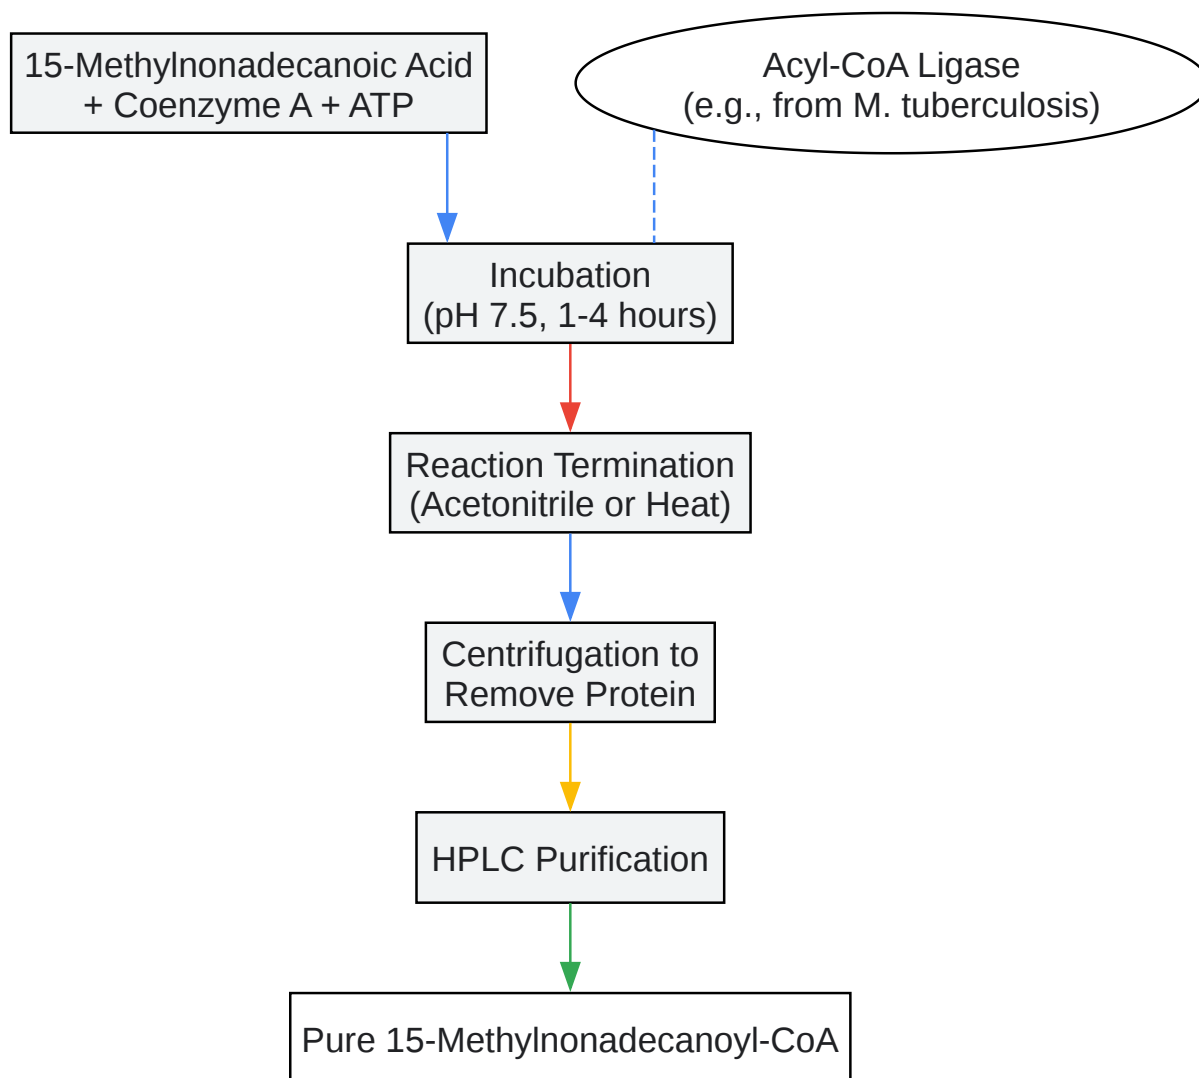 15-Methylnonadecanoic Acid
+ Coenzyme A + ATP
Acyl-CoA Ligase
(e.g., from M. tuberculosis)
Incubation
(pH 7.5, 1-4 hours)
Reaction Termination
(Acetonitrile or Heat)
Centrifugation to
Remove Protein
HPLC Purification
Pure 15-Methylnonadecanoyl-CoA